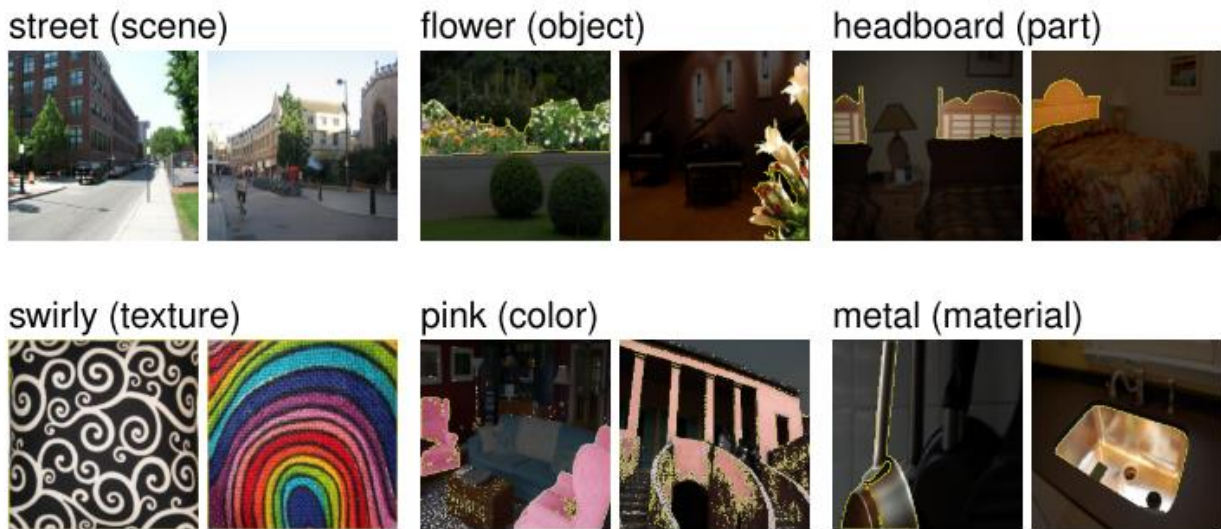 street (scene)
flower (object)
headboard (part)
swirly (texture)
pink (color)
metal (material)